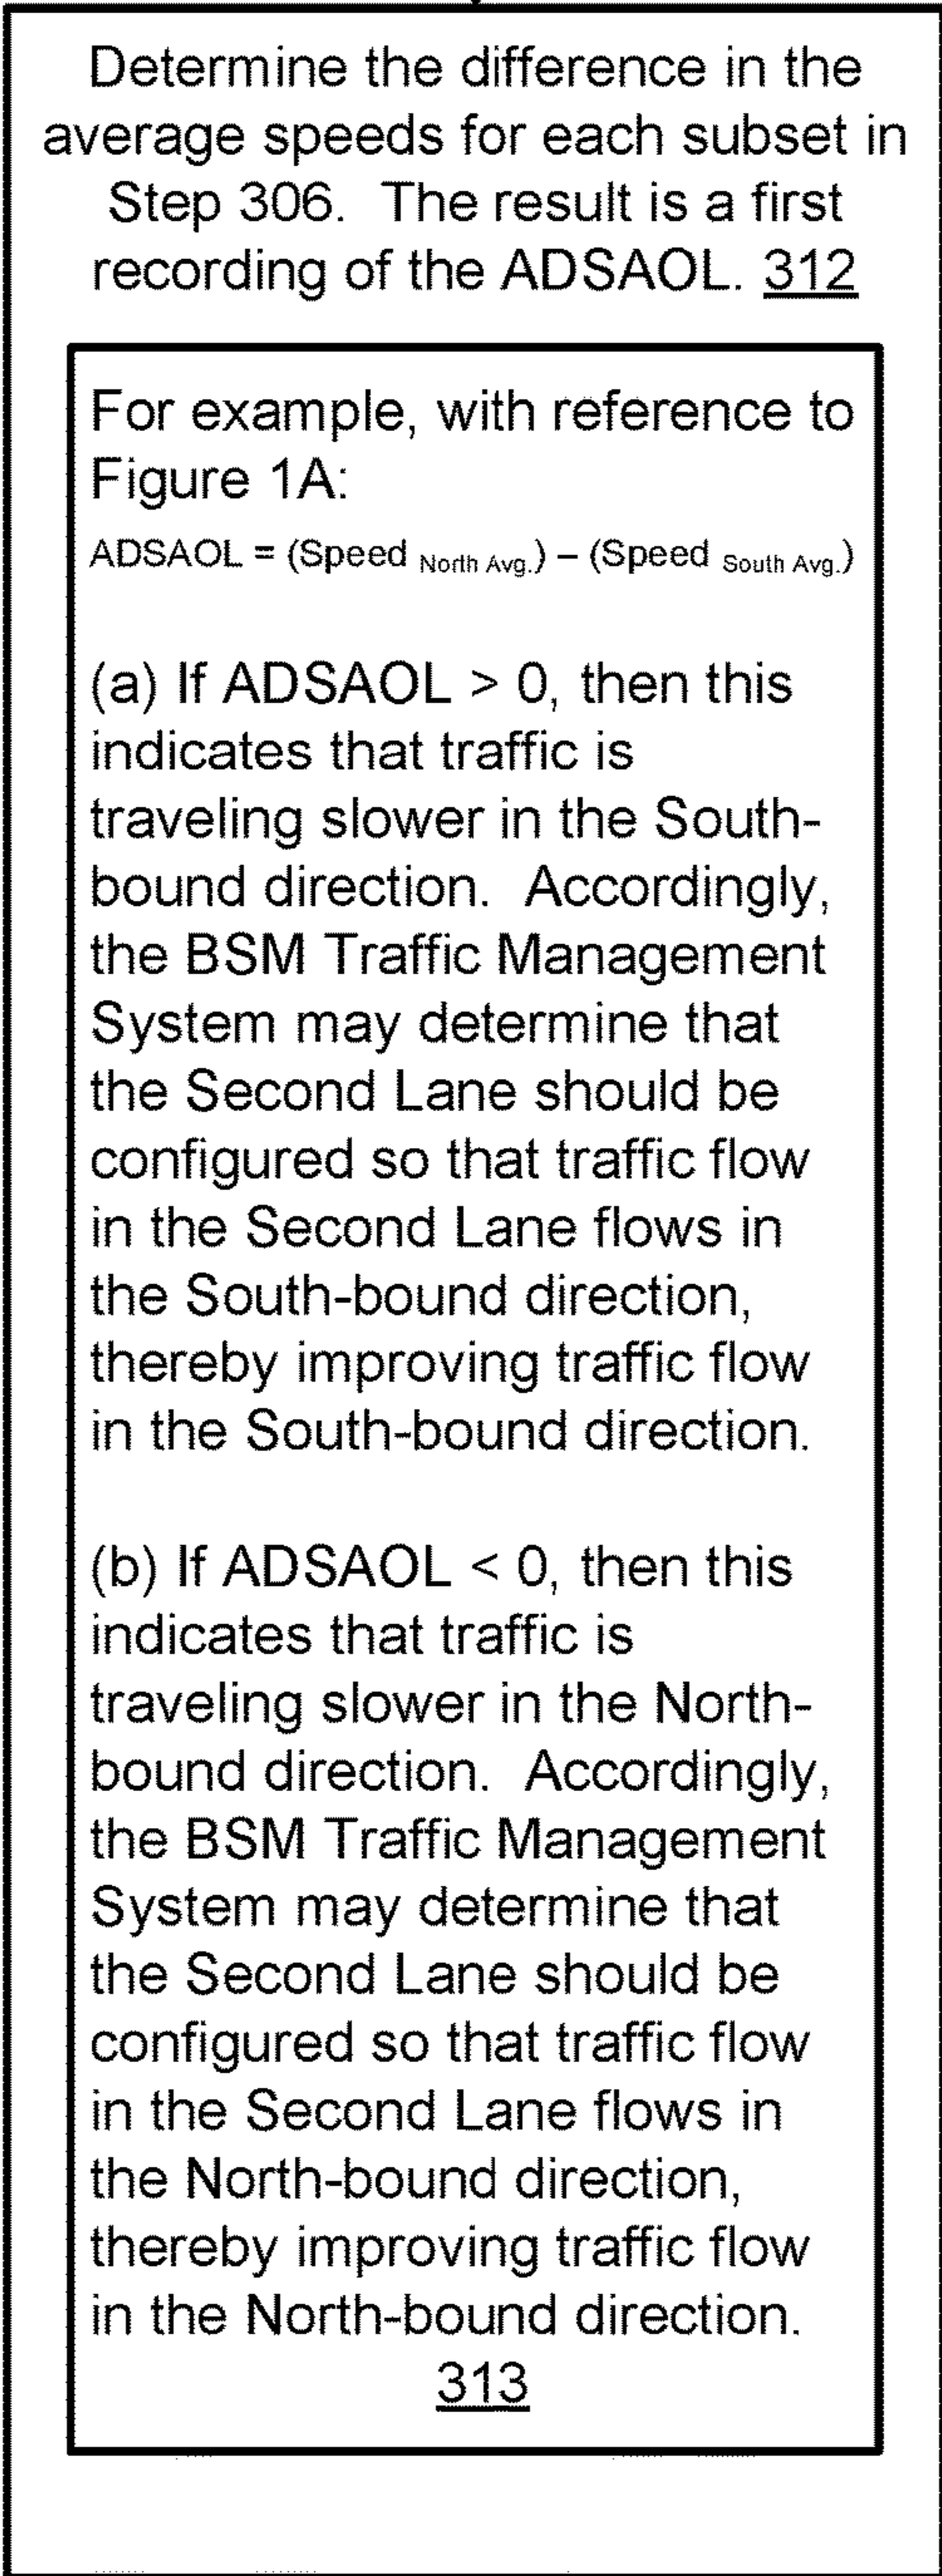 Determine the difference in the
average speeds for each subset in
Step 306.  The result is a first
recording of the ADSAOL. 312
For example, with reference to
Figure 1A:
ADSAOL = (Speed North Avg.) – (Speed South Avg.)
(a) If ADSAOL > 0, then this
indicates that traffic is
traveling slower in the South-
bound direction.  Accordingly,
the BSM Traffic Management
System may determine that
the Second Lane should be
configured so that traffic flow
in the Second Lane flows in
the South-bound direction,
thereby improving traffic flow
in the South-bound direction.
(b) If ADSAOL < 0, then this
indicates that traffic is
traveling slower in the North-
bound direction.  Accordingly,
the BSM Traffic Management
System may determine that
the Second Lane should be
configured so that traffic flow
in the Second Lane flows in
the North-bound direction,
thereby improving traffic flow
in the North-bound direction.
313